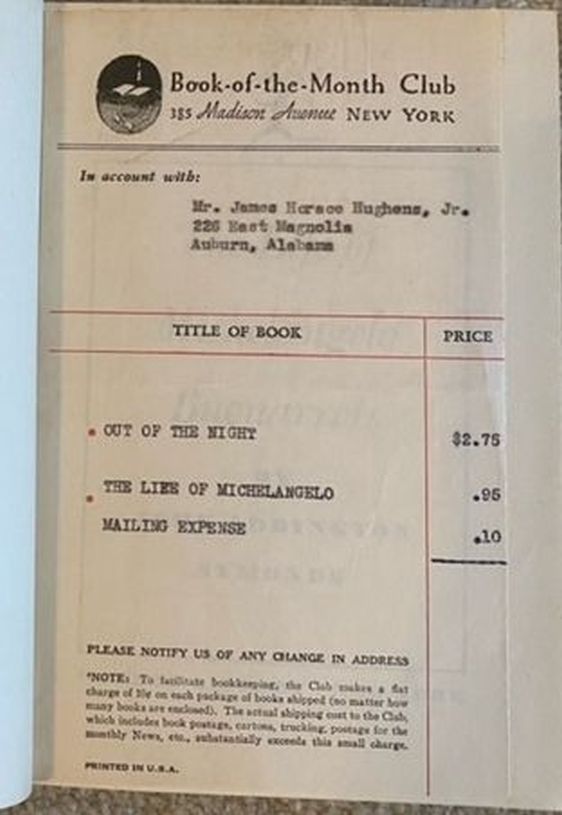 Book-of-the-Month Club
385 Madison Avenue NEW YORK
In account with:
Mr. James Horace Hughens, Jr.
226 East Magnolia
Auburn, Alabama
TITLE OF BOOK PRICE
OUT OF THE NIGHT $2.75
THE LIFE OF MICHELANGELO .95
MAILING EXPENSE .10
PLEASE NOTIFY US OF ANY CHANGE IN ADDRESS
*NOTE: To facilitate bookkeeping, the Club makes a flat
charge of 10¢ on each package of books shipped (no matter how
many books are enclosed). The actual shipping cost to the Club,
which includes book postage, cartons, trucking, postage for the
monthly News, etc., substantially exceeds this small charge.
PRINTED IN U.S.A.